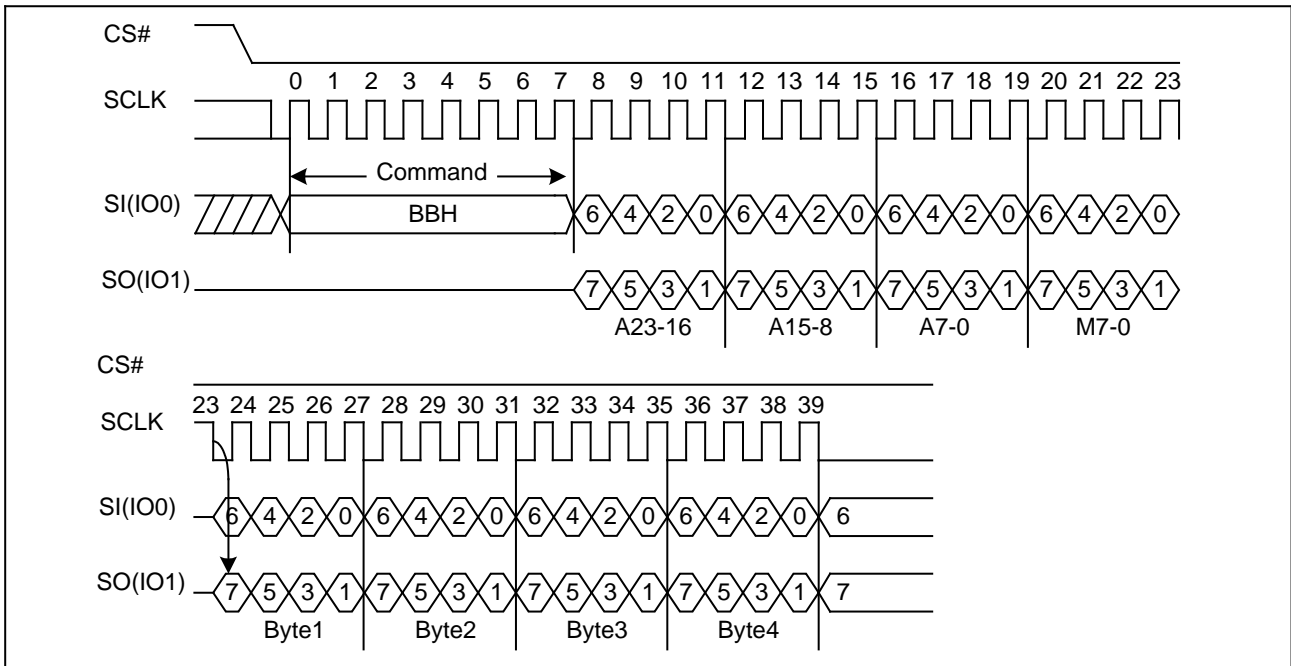 CS#
0 1 2 3 4 5 6 7 8 9 10 11 12 13 14 15 16 17 18 19 20 21 22 23
SCLK
Command
SI(IO0) BBH 6 4 2 0 6 4 2 0 6 4 2 0 6 4 2 0
SO(IO1) 7 5 3 1 7 5 3 1 7 5 3 1 7 5 3 1
A23-16 A15-8 A7-0 M7-0
CS#
23 24 25 26 27 28 29 30 31 32 33 34 35 36 37 38 39
SCLK
SI(IO0) 6 4 2 0 6 4 2 0 6 4 2 0 6 4 2 0 6
SO(IO1) 7 5 3 1 7 5 3 1 7 5 3 1 7 5 3 1 7
Byte1 Byte2 Byte3 Byte4